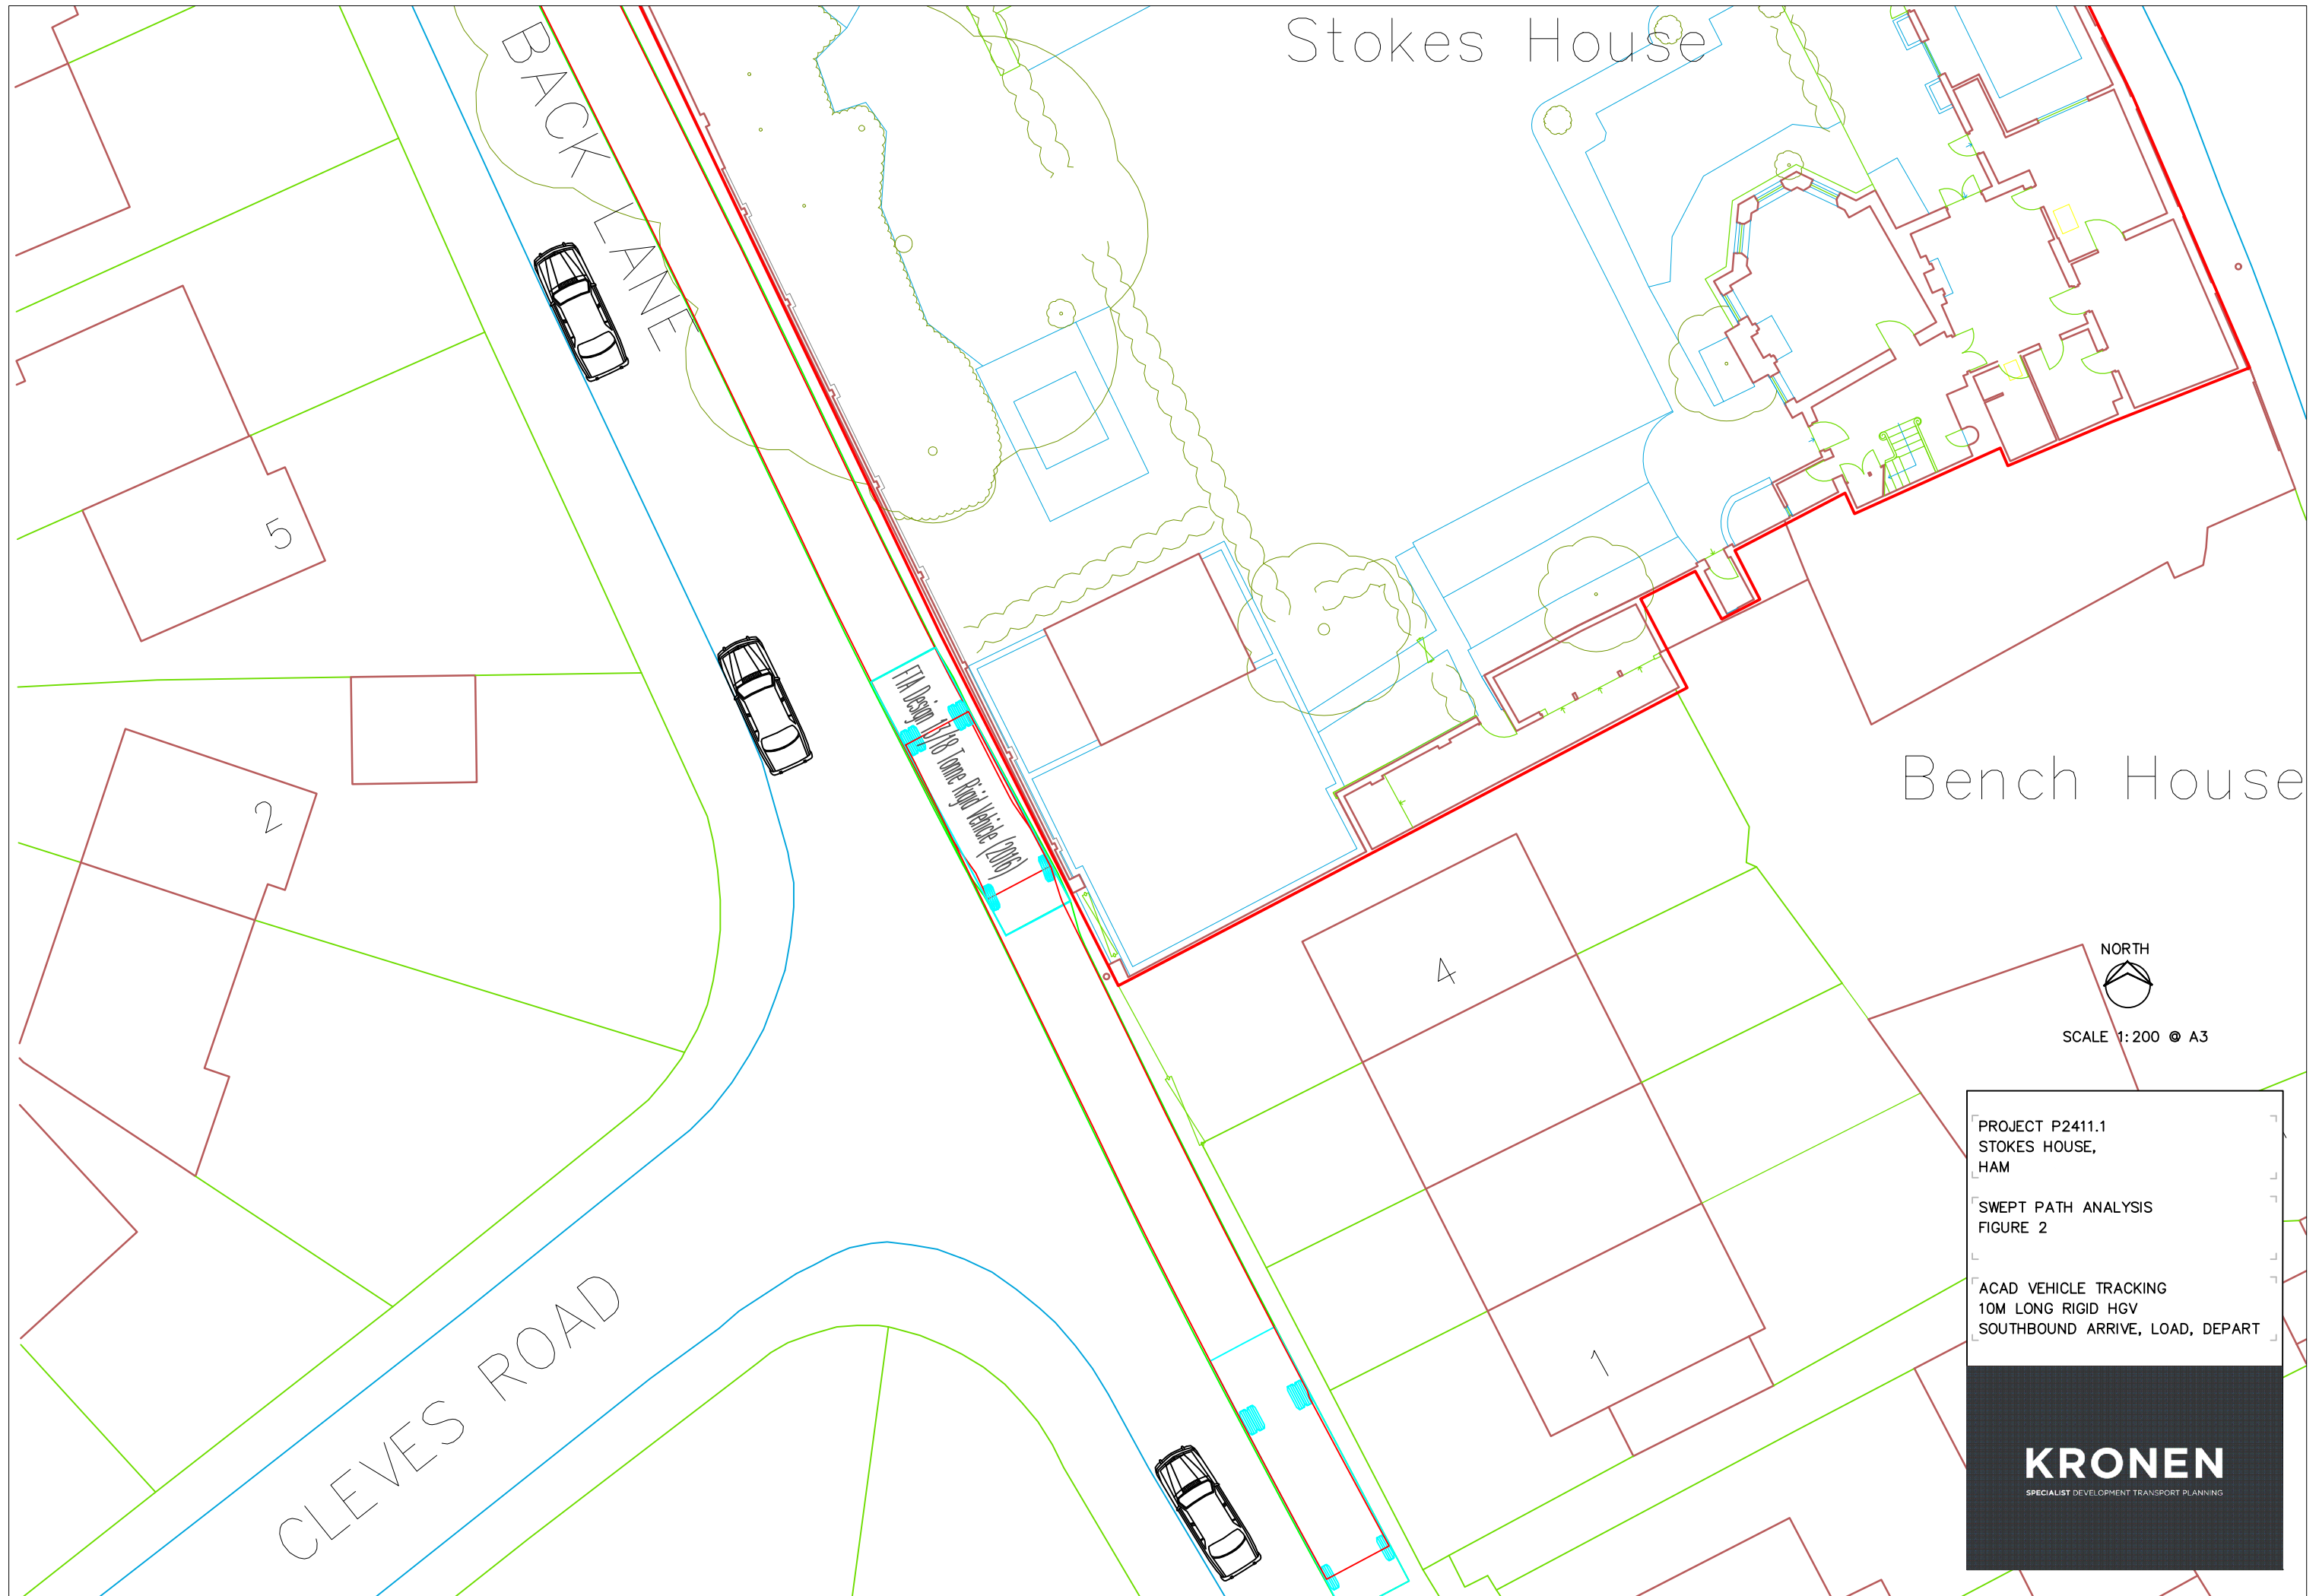 Stokes House
BACK LANE
5
FTA Design 13/18 Tonne Rigid Vehicle (2016)
2
Bench House
4
NORTH
SCALE 1:200 @ A3
1
CLEVES ROAD
PROJECT P2411.1
STOKES HOUSE,
HAM
SWEPT PATH ANALYSIS
FIGURE 2
ACAD VEHICLE TRACKING
10M LONG RIGID HGV
SOUTHBOUND ARRIVE, LOAD, DEPART
KRONEN
SPECIALIST DEVELOPMENT TRANSPORT PLANNING